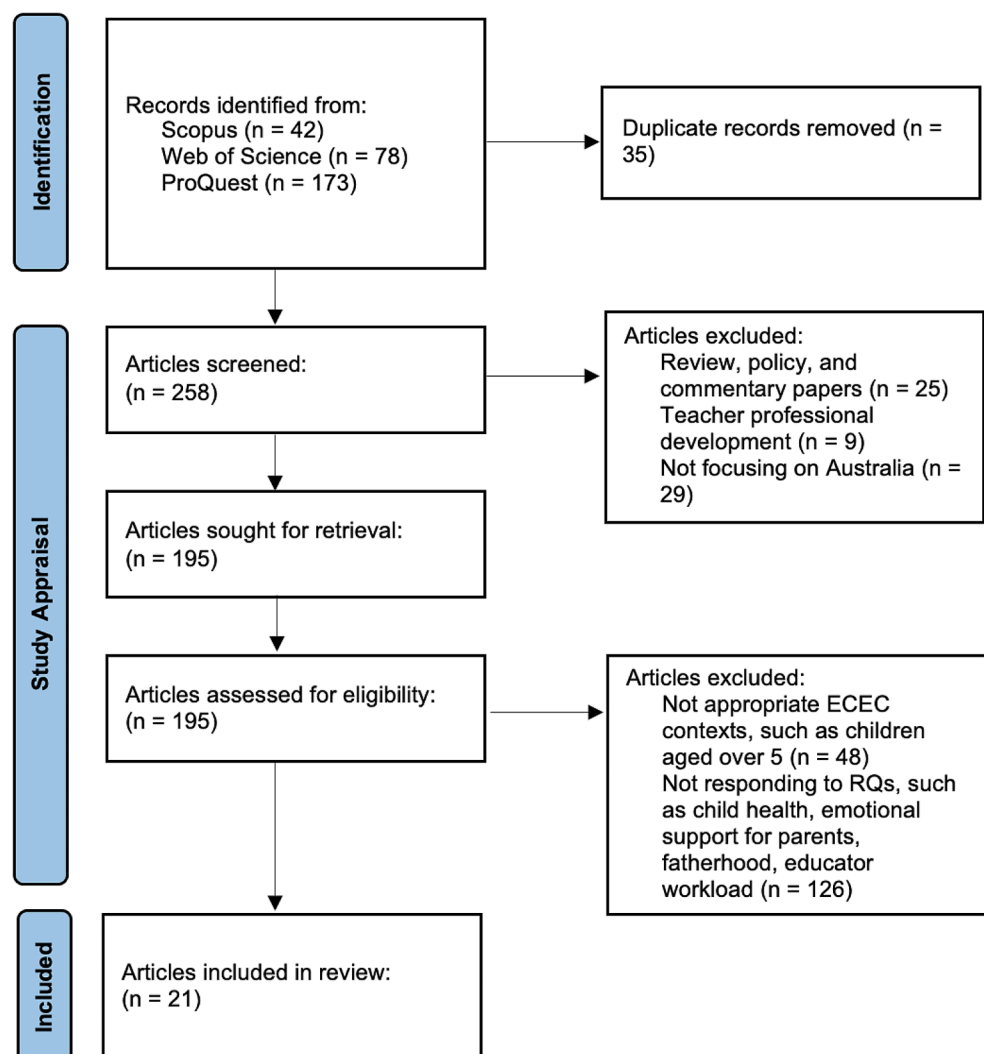 Identification
Records identified from:
Scopus (n = 42)
Web of Science (n = 78)
ProQuest (n = 173)
Duplicate records removed (n =
35)
Study Appraisal
Articles screened:
(n = 258)
Articles excluded:
Review, policy, and
commentary papers (n = 25)
Teacher professional
development (n = 9)
Not focusing on Australia (n =
29)
Articles sought for retrieval:
(n = 195)
Articles assessed for eligibility:
(n = 195)
Articles excluded:
Not appropriate ECEC
contexts, such as children
aged over 5 (n = 48)
Not responding to RQs, such
as child health, emotional
support for parents,
fatherhood, educator
workload (n = 126)
Included
Articles included in review:
(n = 21)